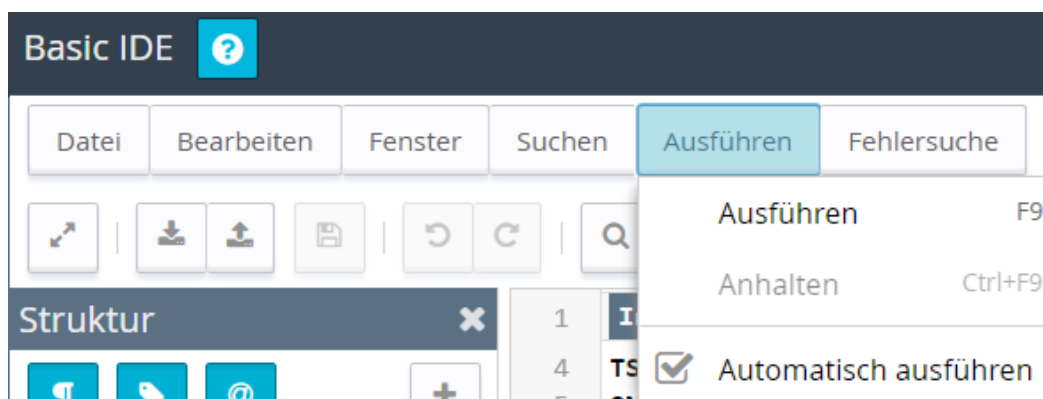 Basic IDE
Datei Bearbeiten Fenster Suchen Ausführen Fehlersuche
Ausführen F9
Anhalten Ctrl+F9
Struktur 1
4 TS Automatisch ausführen